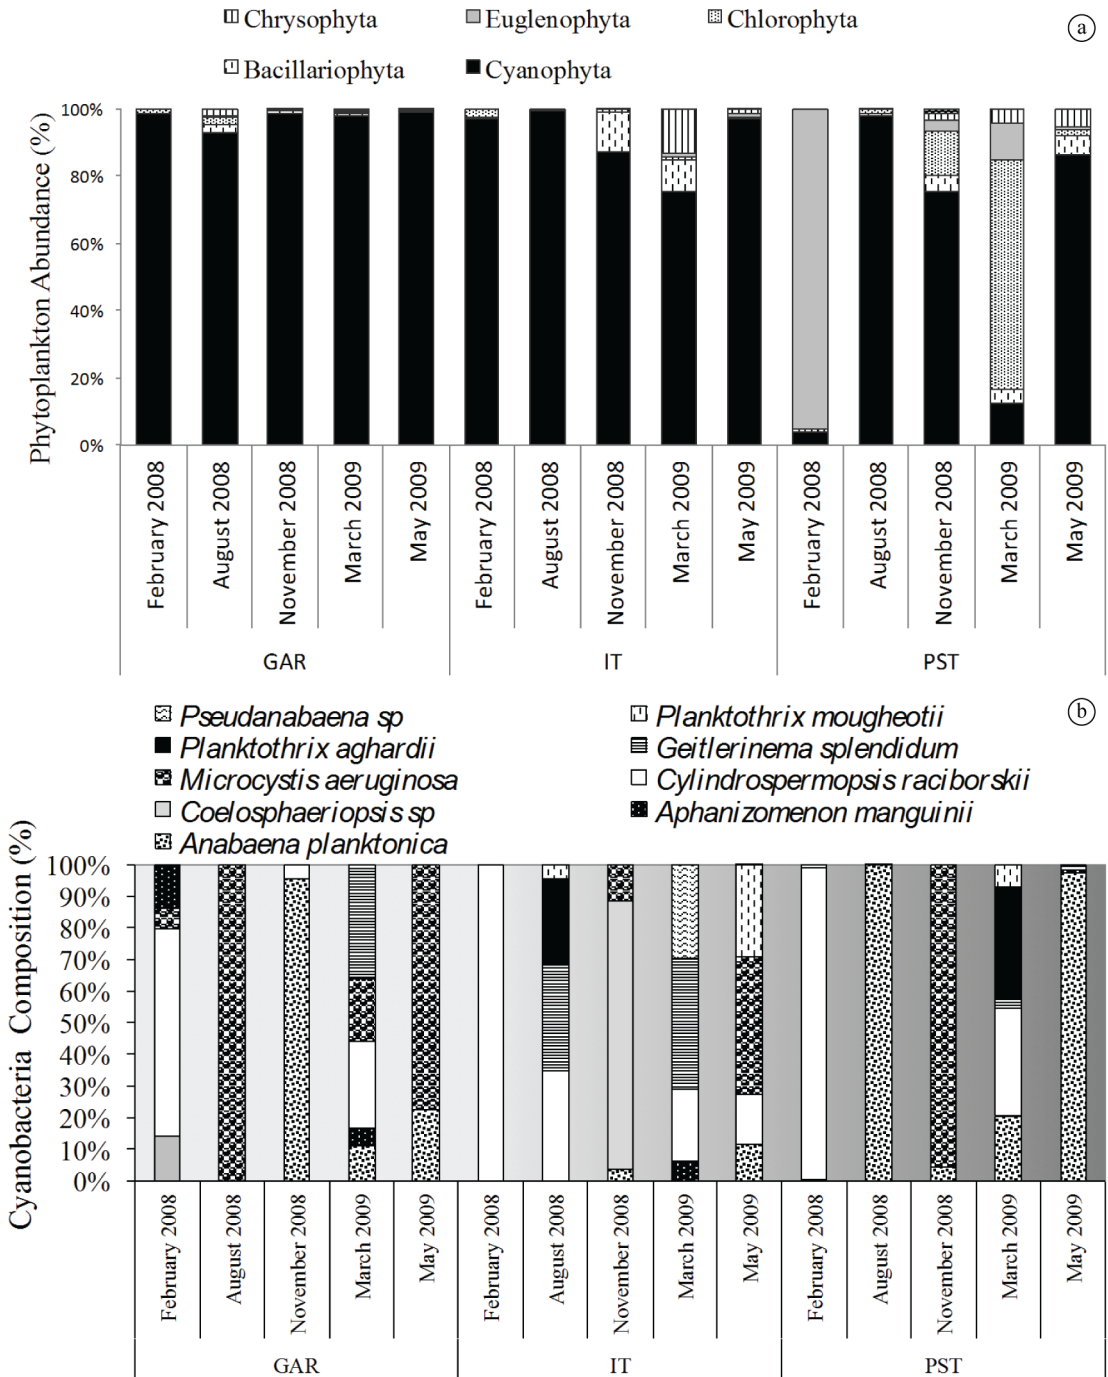 Chrysophyta Euglenophyta Chlorophyta
a
Bacillariophyta Cyanophyta
Phytoplankton Abundance (%)
100%
80%
60%
40%
20%
0%
February 2008 August 2008 November 2008 March 2009 May 2009 February 2008 August 2008 November 2008 March 2009 May 2009 February 2008 August 2008 November 2008 March 2009 May 2009
GAR IT PST
Pseudanabaena sp Planktothrix mougheotii
b
Planktothrix aghardii Geitlerinema splendidum
Microcystis aeruginosa Cylindrospermopsis raciborskii
Coelosphaeriopsis sp Aphanizomenon manguinii
Anabaena planktonica
Cyanobacteria Composition (%)
100%
90%
80%
70%
60%
50%
40%
30%
20%
10%
0%
February 2008 August 2008 November 2008 March 2009 May 2009 February 2008 August 2008 November 2008 March 2009 May 2009 February 2008 August 2008 November 2008 March 2009 May 2009
GAR IT PST